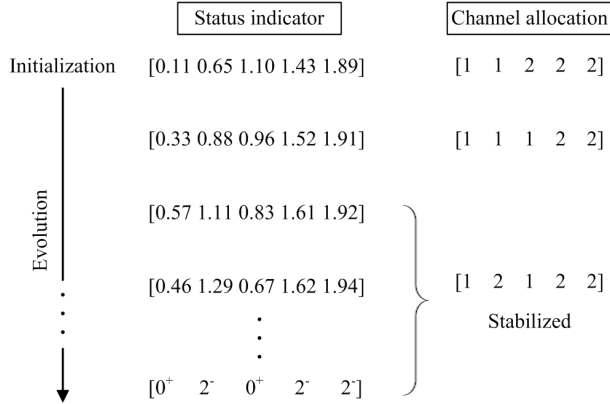 Status indicator Channel allocation
Initialization [0.11 0.65 1.10 1.43 1.89] [1 1 2 2 2]
[0.33 0.88 0.96 1.52 1.91] [1 1 1 2 2]
[0.57 1.11 0.83 1.61 1.92]
Evolution
[0.46 1.29 0.67 1.62 1.94] [1 2 1 2 2]
Stabilized
[0⁺ 2⁻ 0⁺ 2⁻ 2⁻]